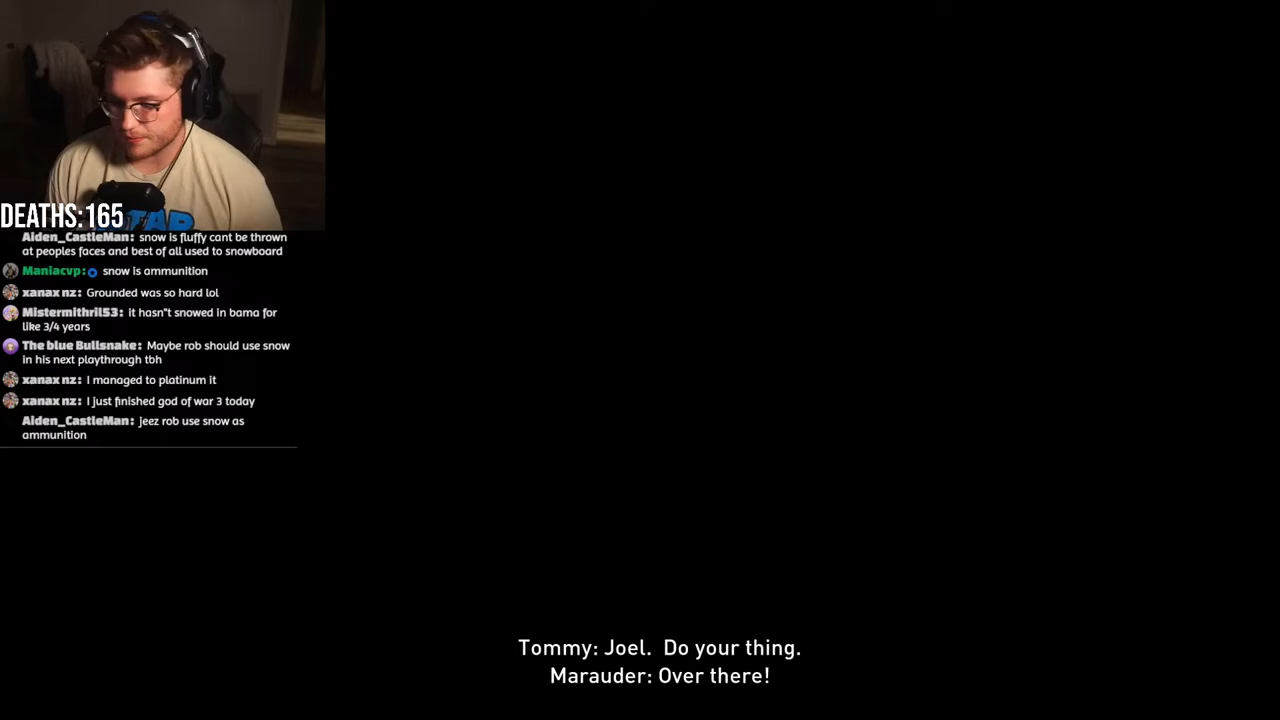 DEATHS:165
STAR
Aiden_CastleMan: snow is fluffy cant be thrown
at peoples faces and best of all used to snowboard
Maniacvp: snow is ammunition
xanax nz: Grounded was so hard lol
Mistermithril53: it hasn"t snowed in bama for
like 3/4 years
The blue Bullsnake: Maybe rob should use snow
in his next playthrough tbh
xanax nz: I managed to platinum it
xanax nz: I just finished god of war 3 today
Aiden_CastleMan: jeez rob use snow as
ammunition
Tommy: Joel.  Do your thing.
Marauder: Over there!